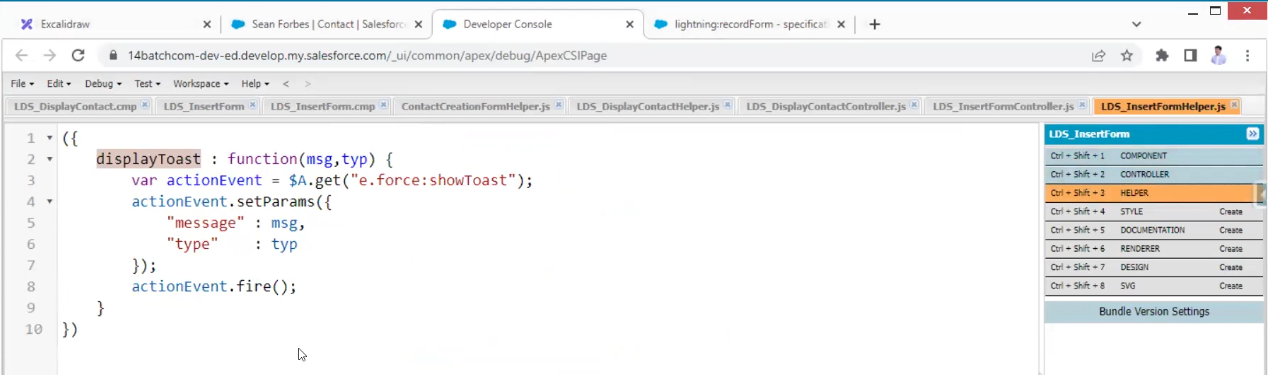 Excalidraw
Sean Forbes | Contact | Salesforc
Developer Console
lightning:recordForm - specificati
14batchcom-dev-ed.develop.my.salesforce.com/_ui/common/apex/debug/ApexCSIPage
File Edit Debug Test Workspace Help < >
LDS_DisplayContact.cmp LDS_InsertForm LDS_InsertForm.cmp ContactCreationFormHelper.js LDS_DisplayContactHelper.js LDS_DisplayContactController.js LDS_InsertFormController.js LDS_InsertFormHelper.js
1 ({
2 displayToast : function(msg,typ) {
3 var actionEvent = $A.get("e.force:showToast");
4 actionEvent.setParams({
5 "message" : msg,
6 "type" : typ
7 });
8 actionEvent.fire();
9 }
10 })
LDS_InsertForm
Ctrl + Shift + 1 COMPONENT
Ctrl + Shift + 2 CONTROLLER
Ctrl + Shift + 3 HELPER
Ctrl + Shift + 4 STYLE Create
Ctrl + Shift + 5 DOCUMENTATION Create
Ctrl + Shift + 6 RENDERER Create
Ctrl + Shift + 7 DESIGN Create
Ctrl + Shift + 8 SVG Create
Bundle Version Settings